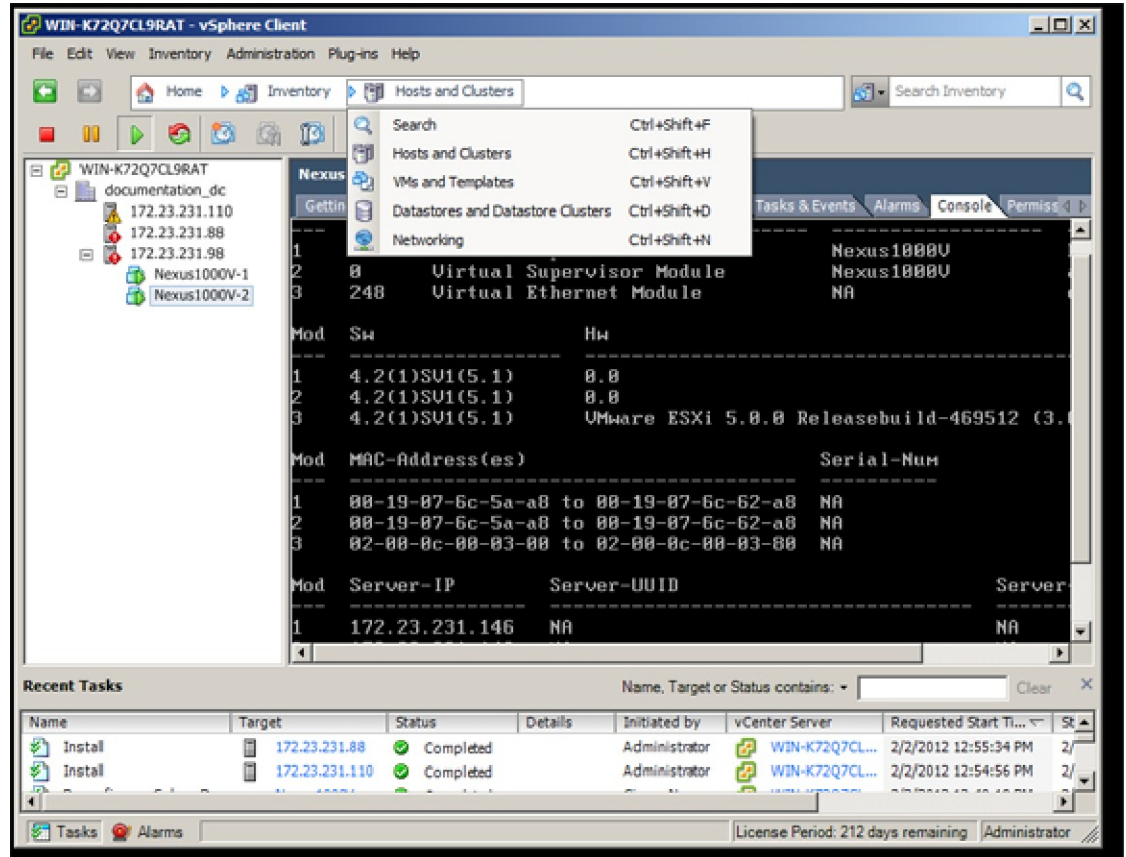 WIN-K72Q7CL9RAT - vSphere Client
File Edit View Inventory Administration Plug-ins Help
Home Inventory Hosts and Clusters Search Inventory
Search Ctrl+Shift+F
Hosts and Clusters Ctrl+Shift+H
VMs and Templates Ctrl+Shift+V
Datastores and Datastore Clusters Ctrl+Shift+D
Networking Ctrl+Shift+N
WIN-K72Q7CL9RAT
documentation_dc
172.23.231.110
172.23.231.88
172.23.231.98
Nexus1000V-1
Nexus1000V-2
Nexus
Gettin Tasks & Events Alarms Console Permiss
1 Nexus1000V
2 0 Virtual Supervisor Module Nexus1000V
3 248 Virtual Ethernet Module NA
Mod Sw Hw
--- ------------------ ------------------------------------------
1 4.2(1)SV1(5.1) 0.0
2 4.2(1)SV1(5.1) 0.0
3 4.2(1)SV1(5.1) VMware ESXi 5.0.0 Releasebuild-469512 (3.
Mod MAC-Address(es) Serial-Num
--- -------------------------------------- ----------
1 00-19-07-6c-5a-a8 to 00-19-07-6c-62-a8 NA
2 00-19-07-6c-5a-a8 to 00-19-07-6c-62-a8 NA
3 02-00-0c-00-03-00 to 02-00-0c-00-03-80 NA
Mod Server-IP Server-UUID Server-
--- --------------- ------------------------------------ ------
1 172.23.231.146 NA NA
Recent Tasks Name, Target or Status contains: Clear
Name Target Status Details Initiated by vCenter Server Requested Start Ti... St
Install 172.23.231.88 Completed Administrator WIN-K72Q7CL... 2/2/2012 12:55:34 PM 2/
Install 172.23.231.110 Completed Administrator WIN-K72Q7CL... 2/2/2012 12:54:56 PM 2/
Tasks Alarms License Period: 212 days remaining Administrator